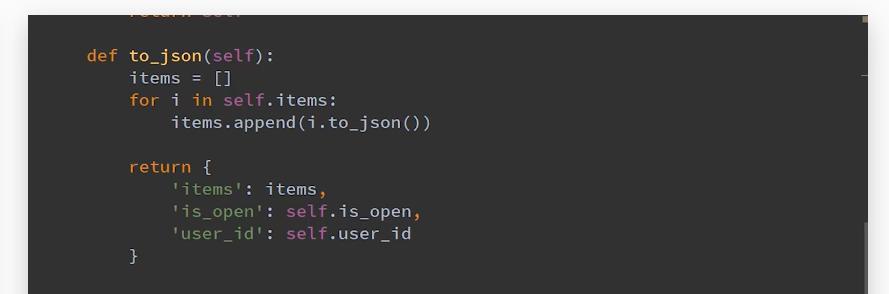 def to_json(self):
    items = []
    for i in self.items:
        items.append(i.to_json())

    return {
        'items': items,
        'is_open': self.is_open,
        'user_id': self.user_id
    }